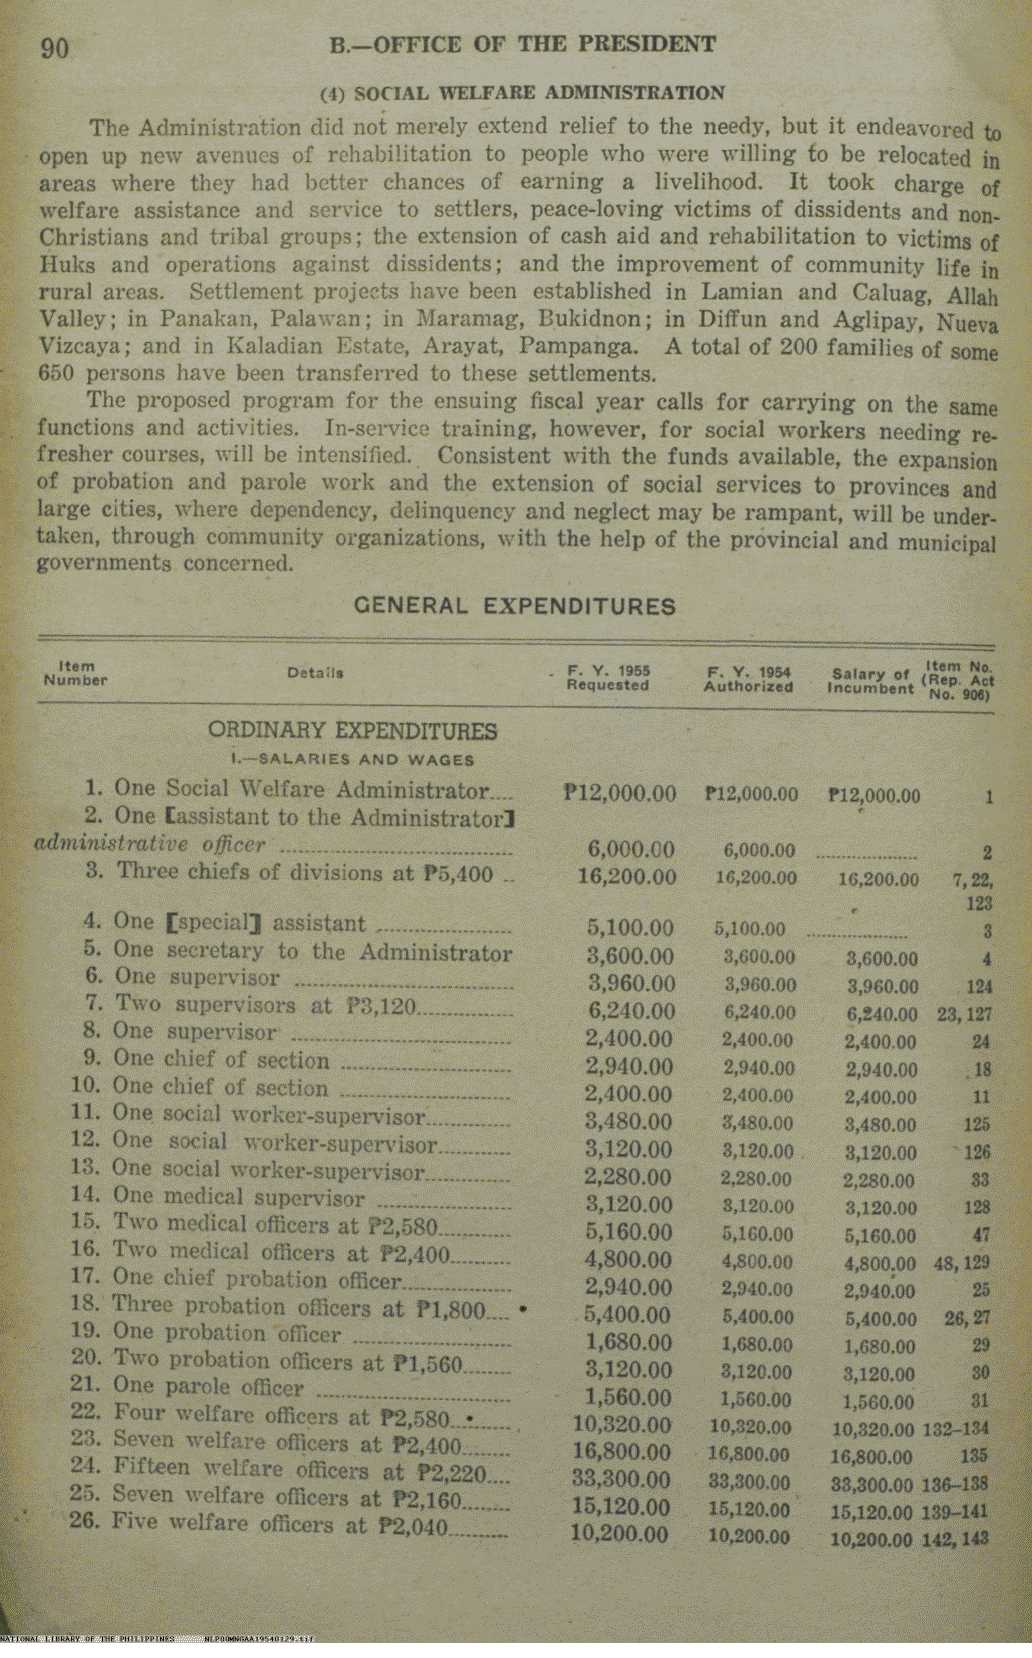 90
B.—OFFICE OF THE PRESIDENT
(4) SOCIAL WELFARE ADMINISTRATION
The Administration did not merely extend relief to the needy, but it endeavored to
open up new avenues of rehabilitation to people who were willing to be relocated in
areas where they had better chances of earning a livelihood. It took charge of
welfare assistance and service to settlers, peace-loving victims of dissidents and non-
Christians and tribal groups; the extension of cash aid and rehabilitation to victims of
Huks and operations against dissidents; and the improvement of community life in
rural areas. Settlement projects have been established in Lamian and Caluag, Allah
Valley; in Panakan, Palawan; in Maramag, Bukidnon; in Diffun and Aglipay, Nueva
Vizcaya; and in Kaladian Estate, Arayat, Pampanga. A total of 200 families of some
650 persons have been transferred to these settlements.
The proposed program for the ensuing fiscal year calls for carrying on the same
functions and activities. In-service training, however, for social workers needing re-
fresher courses, will be intensified. Consistent with the funds available, the expansion
of probation and parole work and the extension of social services to provinces and
large cities, where dependency, delinquency and neglect may be rampant, will be under-
taken, through community organizations, with the help of the provincial and municipal
governments concerned.
GENERAL EXPENDITURES
Item Number Details F. Y. 1955 Requested F. Y. 1954 Authorized Salary of Incumbent Item No. (Rep. Act No. 906)
ORDINARY EXPENDITURES
I.—SALARIES AND WAGES
1. One Social Welfare Administrator.... ₱12,000.00 ₱12,000.00 ₱12,000.00 1
2. One [assistant to the Administrator]
administrative officer .................... 6,000.00 6,000.00 .................... 2
3. Three chiefs of divisions at ₱5,400 .. 16,200.00 16,200.00 16,200.00 7, 22,
123
4. One [special] assistant .................... 5,100.00 5,100.00 .................... 3
5. One secretary to the Administrator 3,600.00 3,600.00 3,600.00 4
6. One supervisor .................... 3,960.00 3,960.00 3,960.00 124
7. Two supervisors at ₱3,120.................... 6,240.00 6,240.00 6,240.00 23, 127
8. One supervisor .................... 2,400.00 2,400.00 2,400.00 24
9. One chief of section .................... 2,940.00 2,940.00 2,940.00 18
10. One chief of section .................... 2,400.00 2,400.00 2,400.00 11
11. One social worker-supervisor.................... 3,480.00 3,480.00 3,480.00 125
12. One social worker-supervisor.................... 3,120.00 3,120.00 3,120.00 126
13. One social worker-supervisor.................... 2,280.00 2,280.00 2,280.00 33
14. One medical supervisor .................... 3,120.00 3,120.00 3,120.00 128
15. Two medical officers at ₱2,580.................... 5,160.00 5,160.00 5,160.00 47
16. Two medical officers at ₱2,400.................... 4,800.00 4,800.00 4,800.00 48, 129
17. One chief probation officer.................... 2,940.00 2,940.00 2,940.00 25
18. Three probation officers at ₱1,800.... 5,400.00 5,400.00 5,400.00 26, 27
19. One probation officer .................... 1,680.00 1,680.00 1,680.00 29
20. Two probation officers at ₱1,560........ 3,120.00 3,120.00 3,120.00 30
21. One parole officer .................... 1,560.00 1,560.00 1,560.00 31
22. Four welfare officers at ₱2,580........ 10,320.00 10,320.00 10,320.00 132–134
23. Seven welfare officers at ₱2,400........ 16,800.00 16,800.00 16,800.00 135
24. Fifteen welfare officers at ₱2,220.... 33,300.00 33,300.00 33,300.00 136–138
25. Seven welfare officers at ₱2,160........ 15,120.00 15,120.00 15,120.00 139–141
26. Five welfare officers at ₱2,040.......... 10,200.00 10,200.00 10,200.00 142, 143
NATIONAL LIBRARY OF THE PHILIPPINES NLP00MNGAA19540129.tif